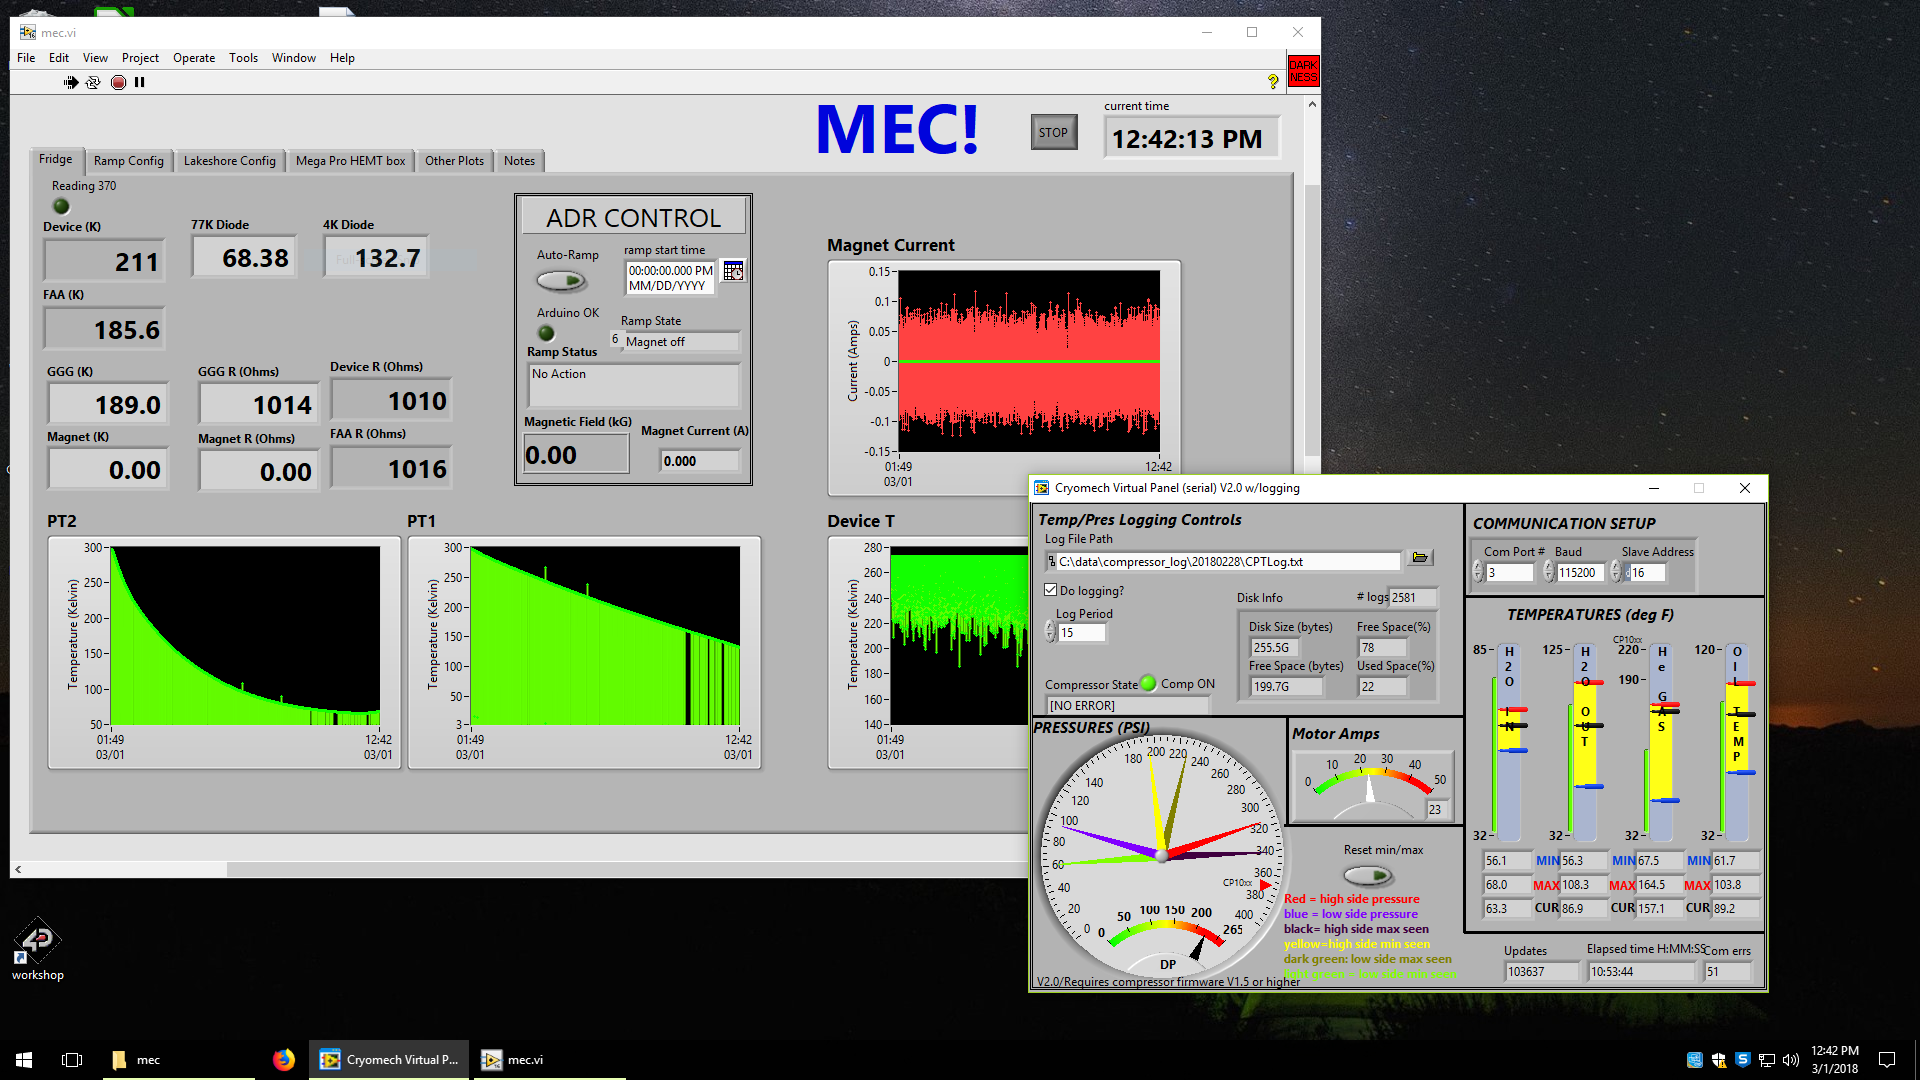 mec.vi
File Edit View Project Operate Tools Window Help
DARK
NESS
MEC!
STOP
current time
12:42:13 PM
Fridge Ramp Config Lakeshore Config Mega Pro HEMT box Other Plots Notes
Reading 370
Device (K)
211
77K Diode
68.38
4K Diode
132.7
FAA (K)
185.6
GGG (K)
189.0
GGG R (Ohms)
1014
Device R (Ohms)
1010
Magnet (K)
0.00
Magnet R (Ohms)
0.00
FAA R (Ohms)
1016
ADR CONTROL
Auto-Ramp
ramp start time
00:00:00.000 PM
MM/DD/YYYY
Arduino OK
Ramp State
6 Magnet off
Ramp Status
No Action
Magnetic Field (kG)
0.00
Magnet Current (A)
0.000
Magnet Current
Current (Amps)
0.15
0.1
0.05
0
-0.05
-0.1
-0.15
01:49
03/01
12:42
PT2
Temperature (Kelvin)
300
250
200
150
100
50
01:49
03/01
12:42
03/01
PT1
Temperature (Kelvin)
300
250
200
150
100
50
3
01:49
03/01
12:42
03/01
Device T
Temperature (Kelvin)
280
260
240
220
200
180
160
140
01:49
03/01
Cryomech Virtual Panel (serial) V2.0 w/logging
Temp/Pres Logging Controls
Log File Path
C:\data\compressor_log\20180228\CPTLog.txt
Do logging?
Log Period
15
Disk Info
# logs 2581
Disk Size (bytes)
255.5G
Free Space(%)
78
Free Space (bytes)
199.7G
Used Space(%)
22
Compressor State Comp ON
[NO ERROR]
COMMUNICATION SETUP
Com Port # Baud Slave Address
3 115200 16
TEMPERATURES (deg F)
85 H2O IN 32
125 H2O OUT 32
CP10xx
220 190 He GAS 32
120 OIL TEMP 32
56.1 MIN 56.3 MIN 67.5 MIN 61.7
68.0 MAX 108.3 MAX 164.5 MAX 103.8
63.3 CUR 86.9 CUR 157.1 CUR 89.2
PRESSURES (PSI)
0 20 40 60 80 100 120 140 180 200 220 240 260 280 300 320 340 360 380 400
CP10xx
0 50 100 150 200 265
DP
V2.0/Requires compressor firmware V1.5 or higher
Motor Amps
0 10 20 30 40 50
23
Reset min/max
Red = high side pressure
blue = low side pressure
black= high side max seen
yellow=high side min seen
dark green: low side max seen
light green = low side min seen
Updates
103637
Elapsed time H:MM:SS
10:53:44
Com errs
51
workshop
mec
Cryomech Virtual P...
mec.vi
12:42 PM
3/1/2018